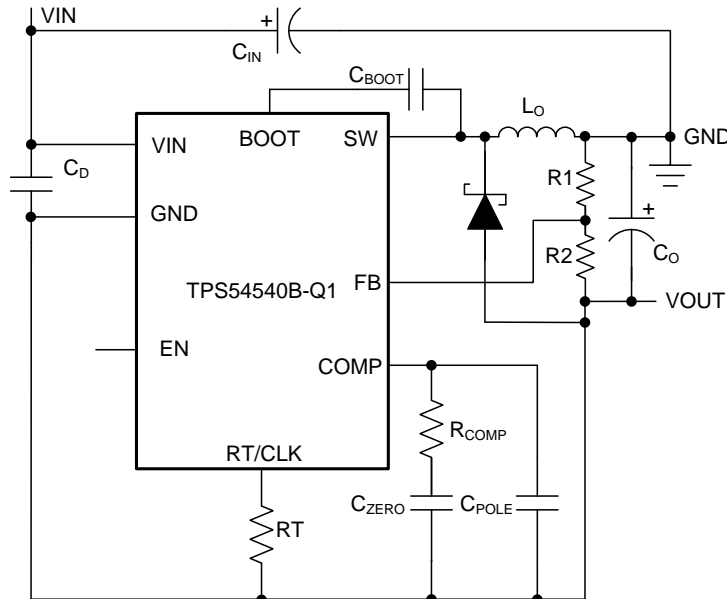 VIN
+
CIN
CBOOT
LO
GND
VIN
BOOT
SW
CD
R1
GND
+
R2
CO
TPS54540B-Q1
FB
VOUT
EN
COMP
RCOMP
RT/CLK
CZERO
CPOLE
RT